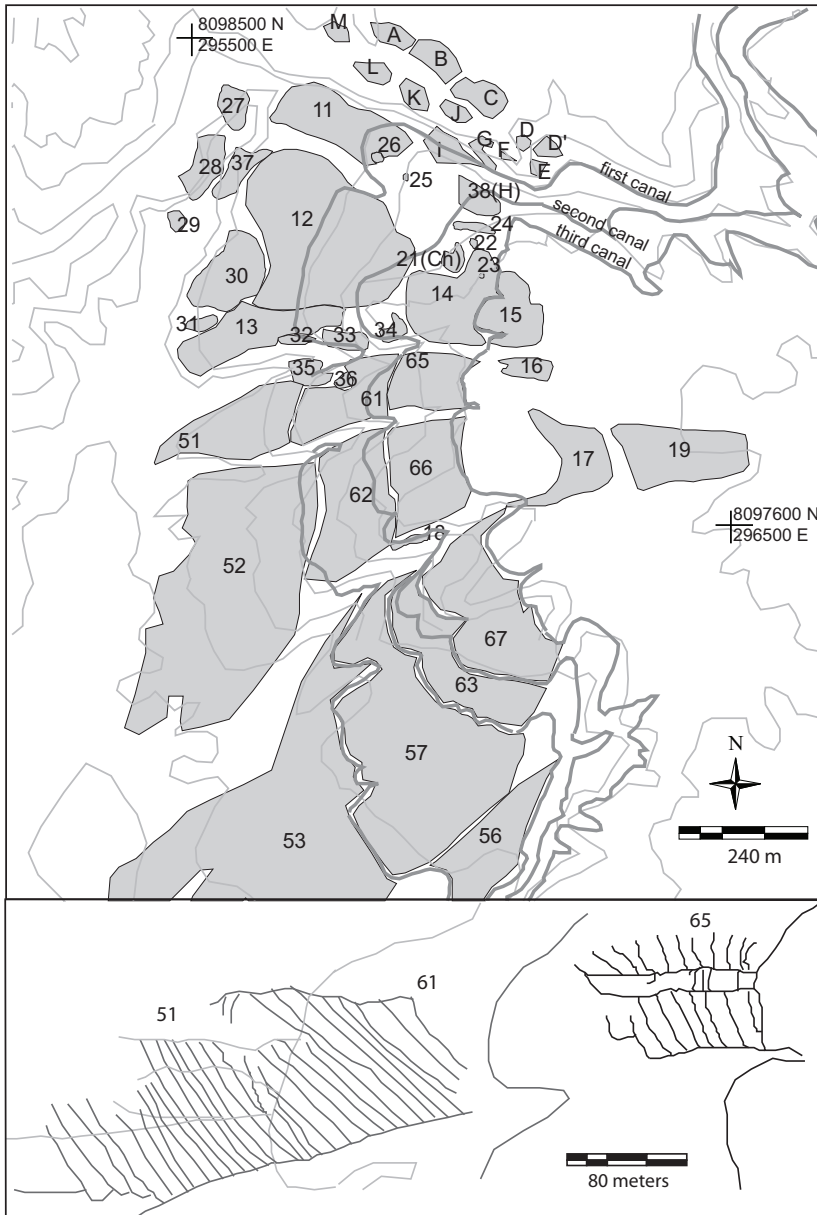 M
8098500 N
295500 E
A
B
L
K
C
J
27
11
D
G
F
D'
i
26
E
28
37
25
first canal
38(H)
12
second canal
29
24
third canal
22
21(Ch)
23
30
14
15
31
13
32
33
34
65
16
35
36
61
51
17
19
66
62
8097600 N
296500 E
18
52
67
63
57
N
53
56
240 m
65
61
51
80 meters